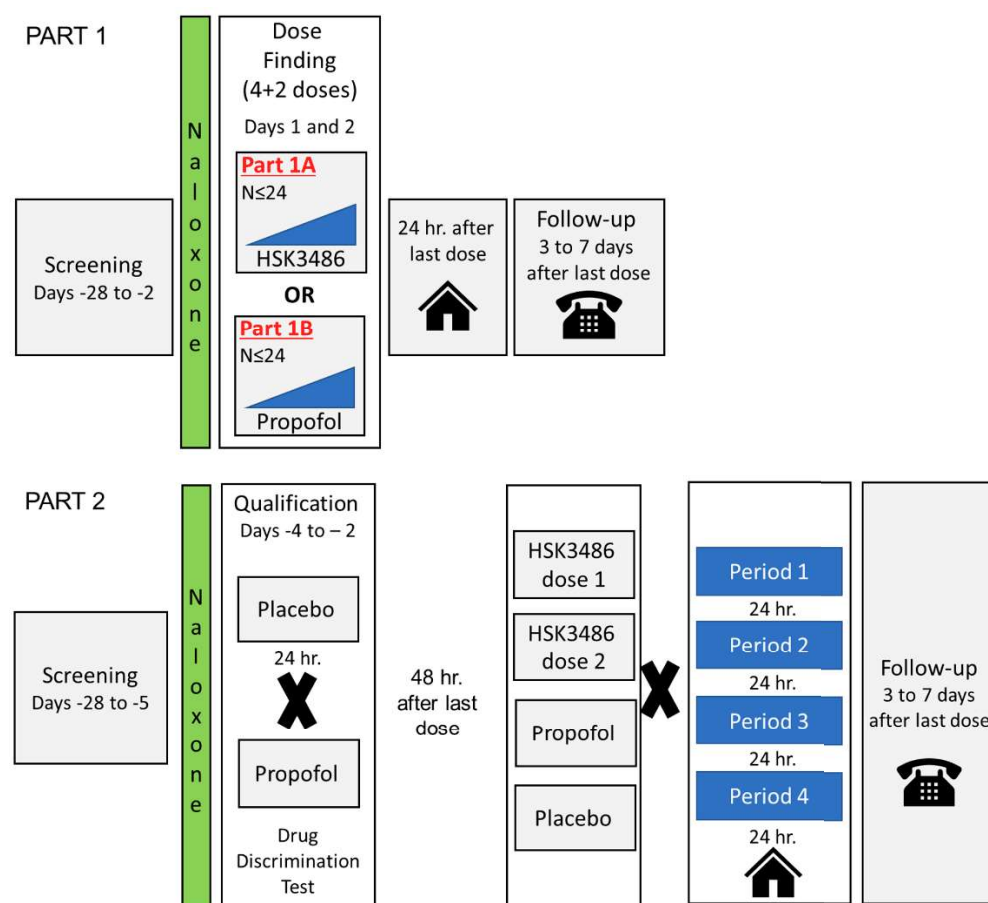 PART 1
Screening
Days -28 to -2
Naloxone
Dose
Finding
(4+2 doses)
Days 1 and 2
Part 1A
N≤24
HSK3486
OR
Part 1B
N≤24
Propofol
24 hr. after
last dose
Follow-up
3 to 7 days
after last dose
PART 2
Screening
Days -28 to -5
Naloxone
Qualification
Days -4 to – 2
Placebo
24 hr.
Propofol
Drug
Discrimination
Test
48 hr.
after last
dose
HSK3486
dose 1
HSK3486
dose 2
Propofol
Placebo
Period 1
24 hr.
Period 2
24 hr.
Period 3
24 hr.
Period 4
24 hr.
Follow-up
3 to 7 days
after last dose